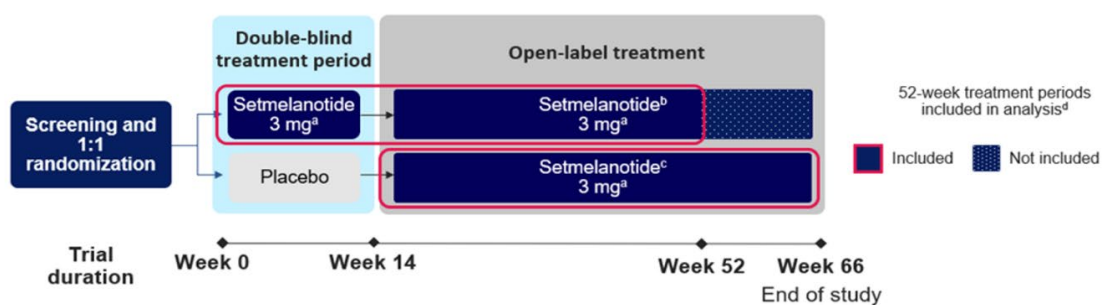 Double-blind
treatment period
Open-label treatment
Screening and
1:1
randomization
Setmelanotide
3 mgᵃ
Setmelanotideᵇ
3 mgᵃ
Placebo
Setmelanotideᶜ
3 mgᵃ
52-week treatment periods
included in analysisᵈ
Included
Not included
Trial
duration
Week 0
Week 14
Week 52
Week 66
End of study